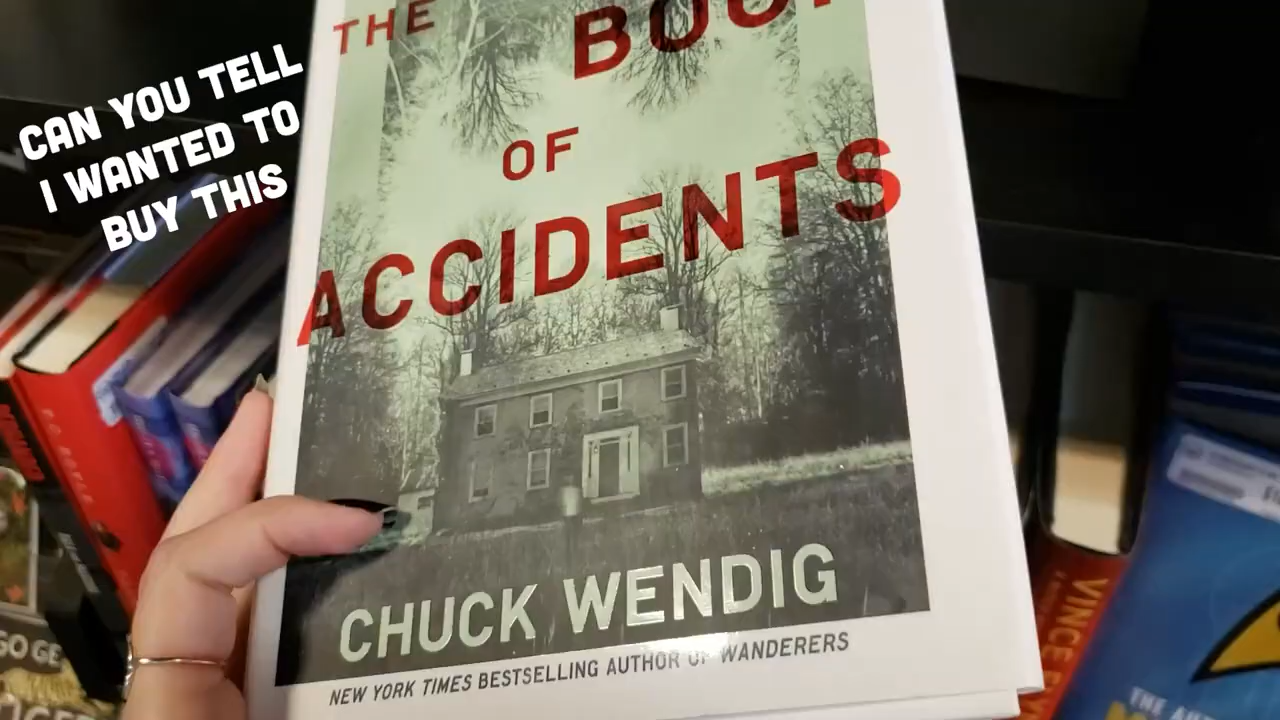 CAN YOU TELL
I WANTED TO
BUY THIS
THE BOOK
OF
ACCIDENTS
CHUCK WENDIG
NEW YORK TIMES BESTSELLING AUTHOR OF WANDERERS
VINCE
THE